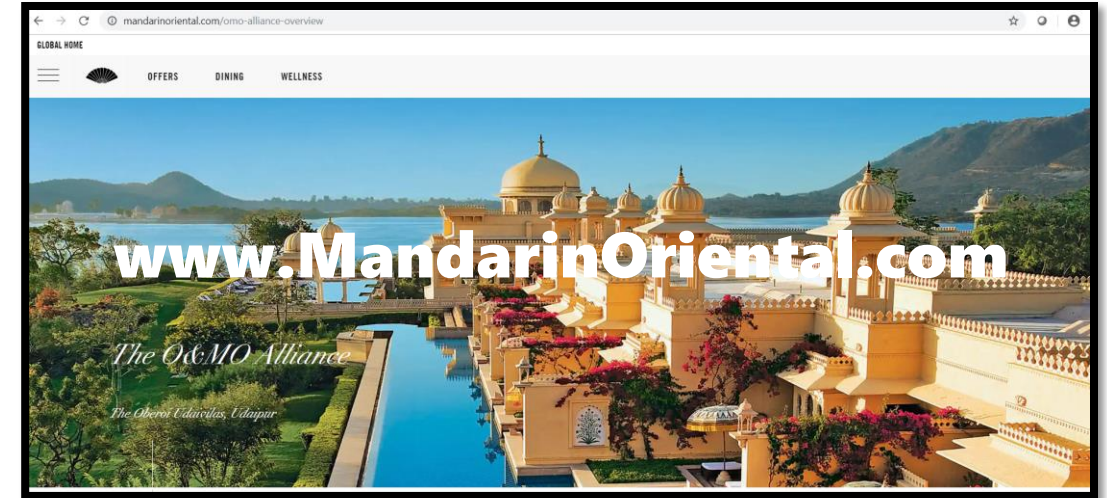 mandarinoriental.com/omo-alliance-overview
GLOBAL HOME
OFFERS DINING WELLNESS
www.MandarinOriental.com
The O&MO Alliance
The Oberoi Udaivilas, Udaipur